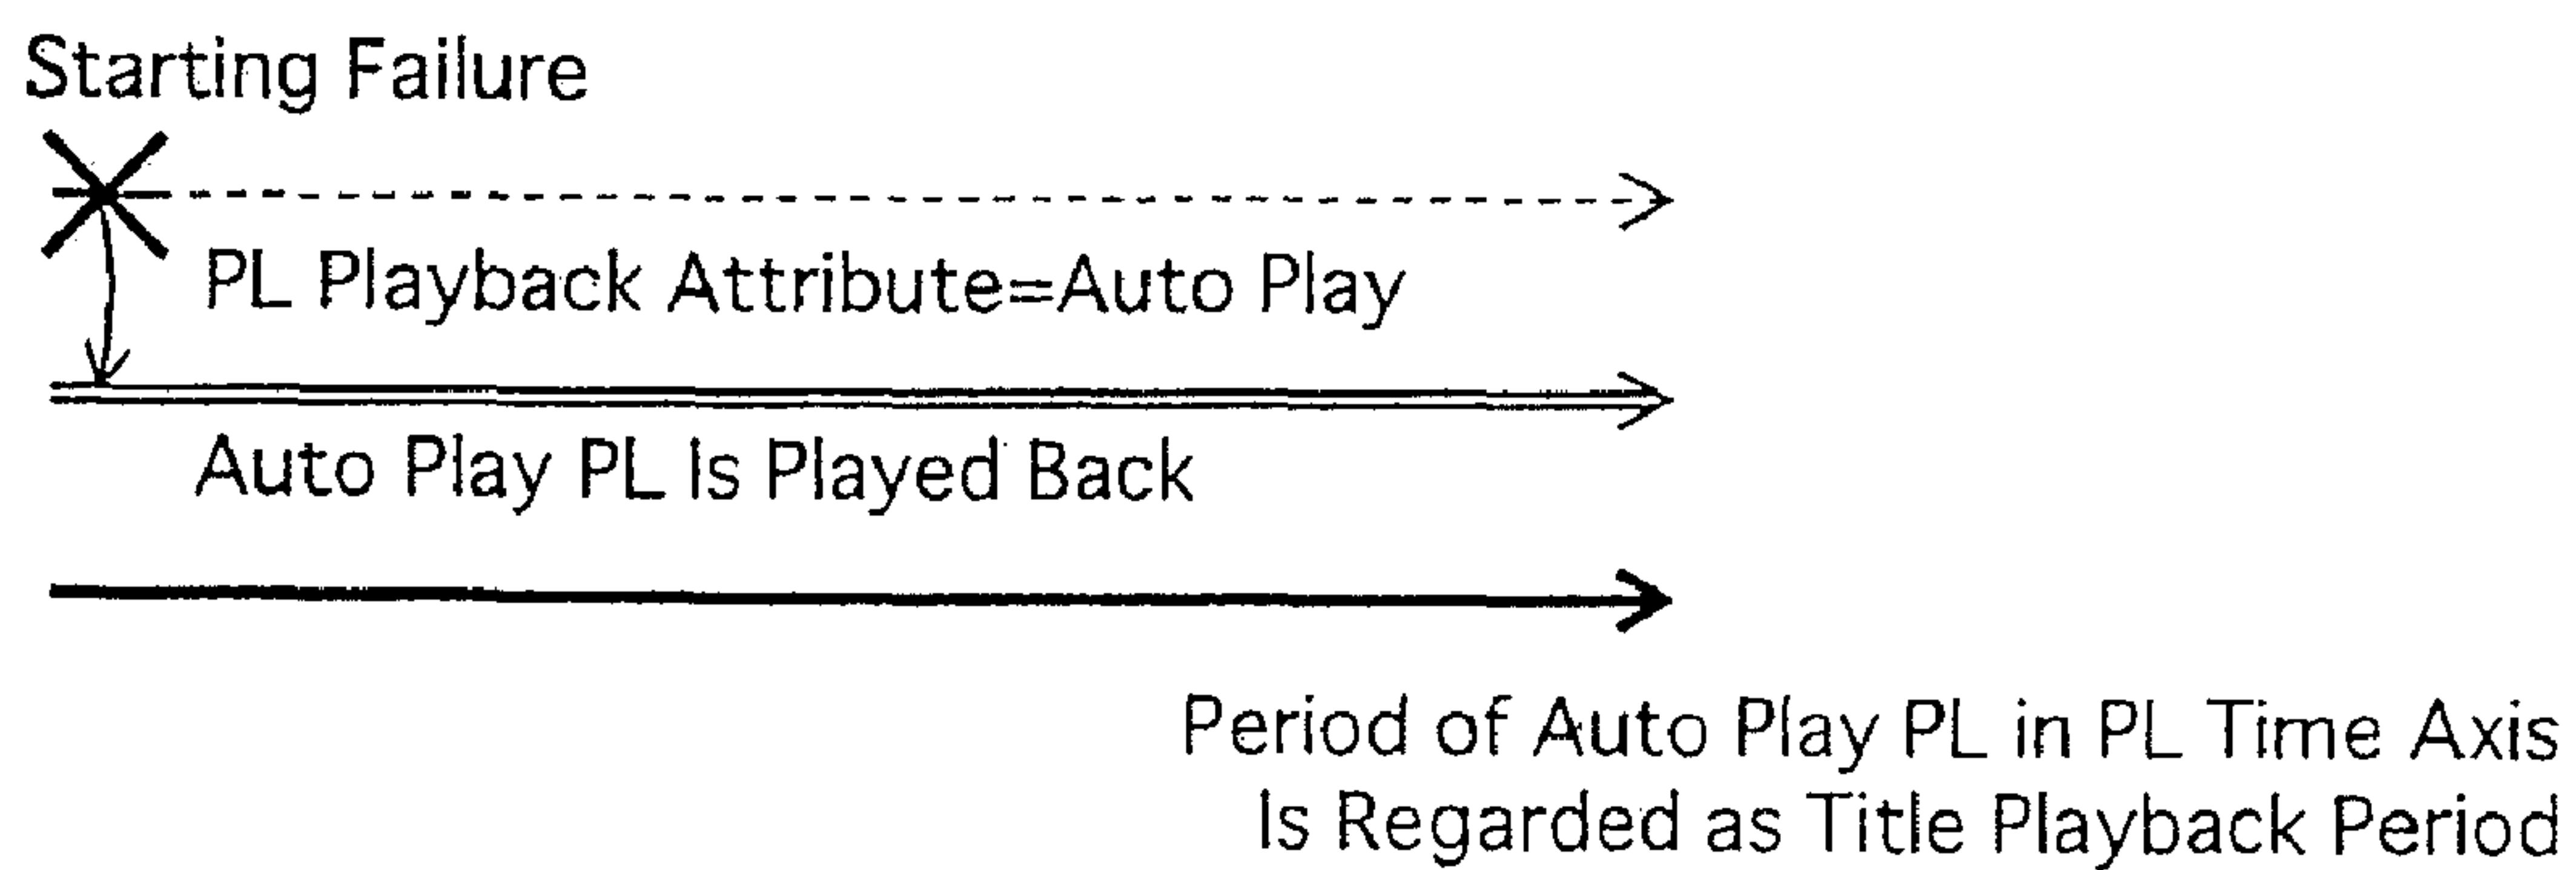 Starting Failure
PL Playback Attribute=Auto Play
Auto Play PL Is Played Back
Period of Auto Play PL in PL Time Axis
Is Regarded as Title Playback Period